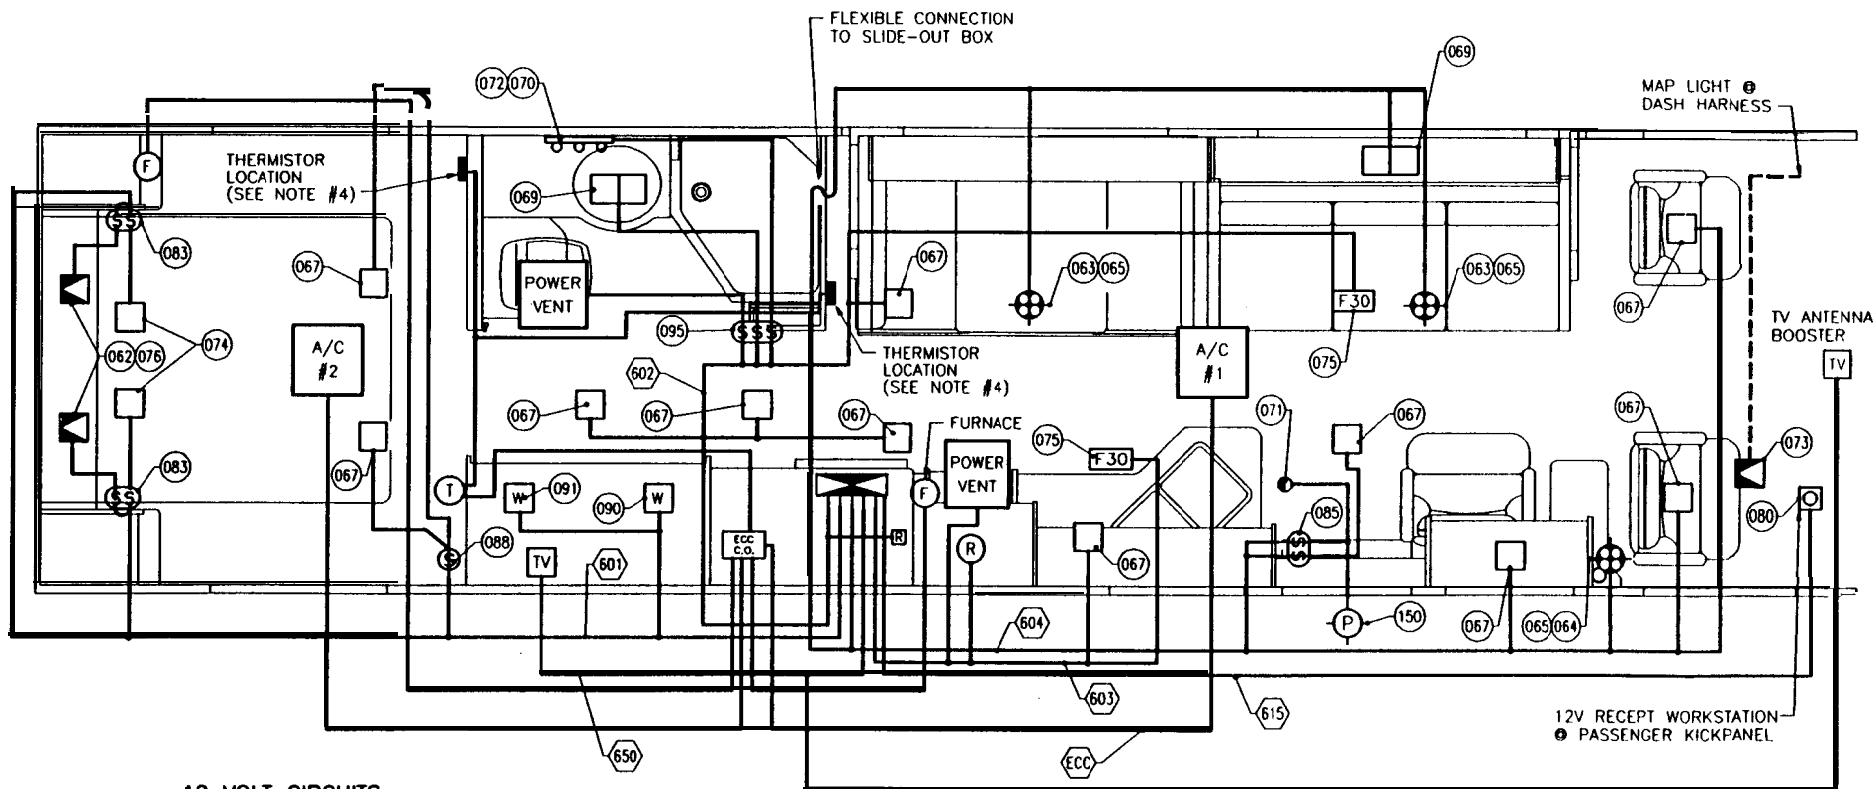 FLEXIBLE CONNECTION
TO SLIDE-OUT BOX
069
072 070
MAP LIGHT @
DASH HARNESS
F
THERMISTOR
LOCATION
(SEE NOTE #4)
069
083
S S
067
POWER
VENT
067
063 065
F30
063 065
067
TV ANTENNA
BOOSTER
TV
095
S S S
062 076
074
A/C
#2
THERMISTOR
LOCATION
(SEE NOTE #4)
A/C
#1
075
602
067
067
067
FURNACE
071
067
067
075
F30
073
083
S S
067
T
091
W
090
W
F
POWER
VENT
080
088
S
ECC
C.O.
R
R
085
S
S
TV
601
067
604
P
150
067
065 064
603
615
12V RECEPT WORKSTATION
@ PASSENGER KICKPANEL
650
ECC
12 VOLT CIRCUITS